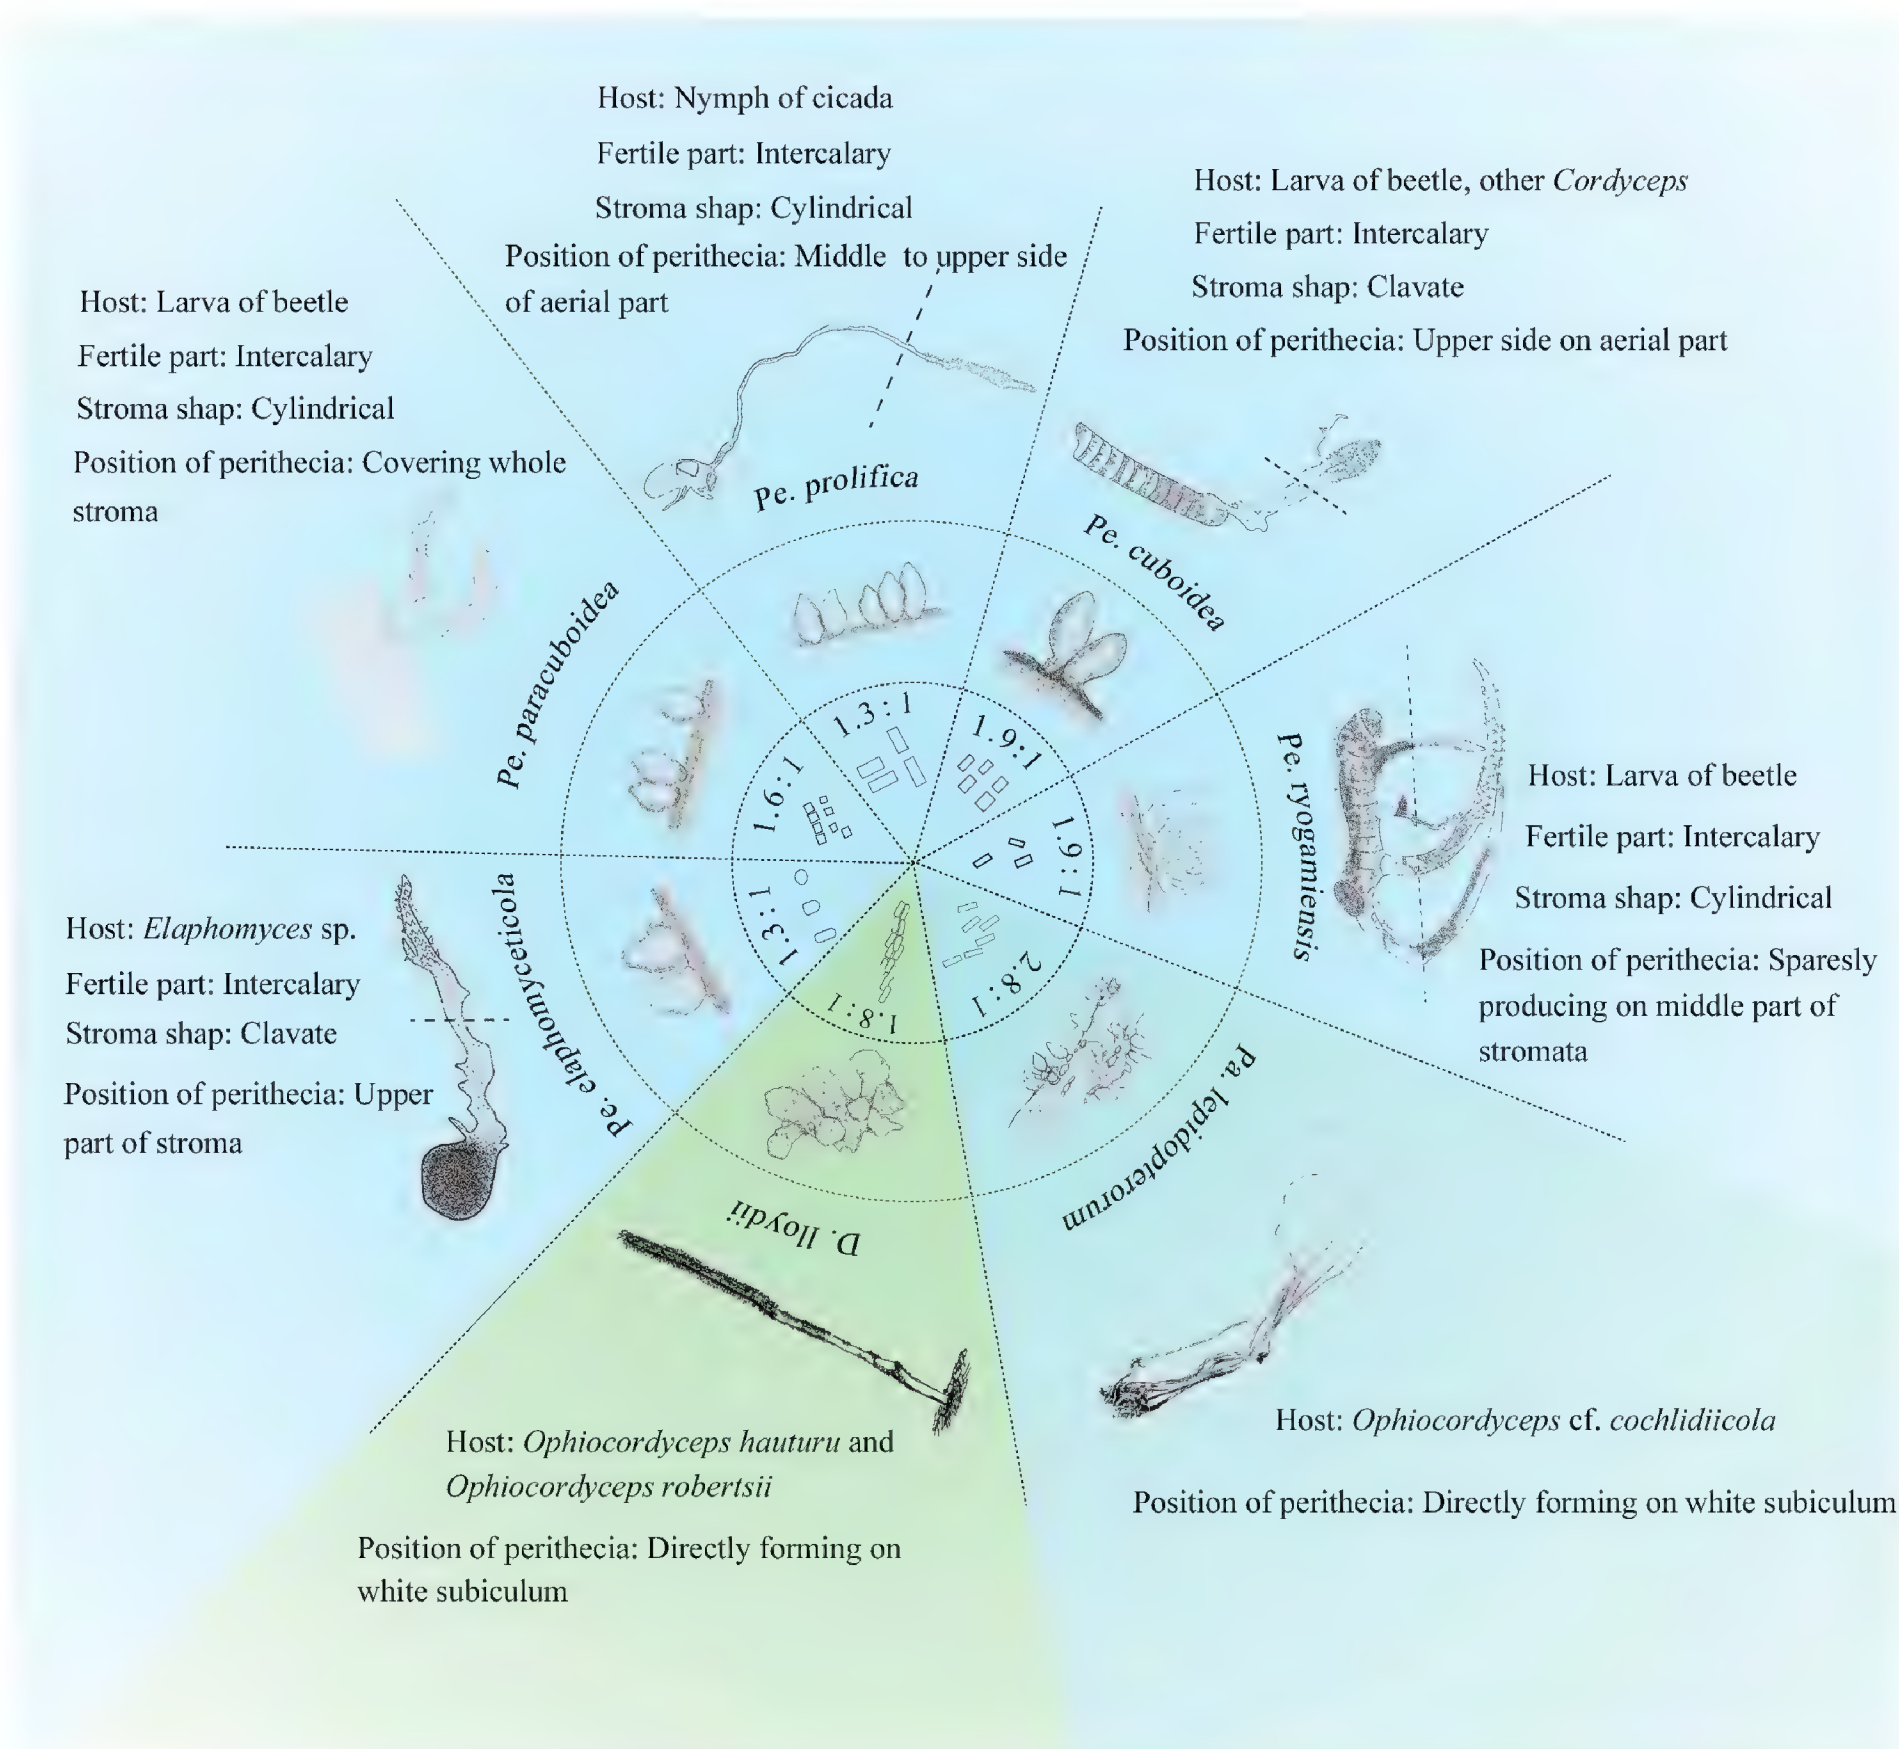 Host: Nymph of cicada
Fertile part: Intercalary
Stroma shap: Cylindrical
Position of perithecia: Middle to upper side
of aerial part
Pe. prolifica
1.3 : 1
Host: Larva of beetle, other Cordyceps
Fertile part: Intercalary
Stroma shap: Clavate
Position of perithecia: Upper side on aerial part
Pe. cuboidea
1.9:1
Host: Larva of beetle
Fertile part: Intercalary
Stroma shap: Cylindrical
Position of perithecia: Sparesly
producing on middle part of
stromata
Pe. ryogamiensis
1.9:1
Host: Ophiocordyceps cf. cochlidiicola
Position of perithecia: Directly forming on white subiculum
Pa. lepidopterorum
2.8:1
Host: Ophiocordyceps hauturu and
Ophiocordyceps robertsii
Position of perithecia: Directly forming on
white subiculum
D. lloydii
1.8:1
Host: Elaphomyces sp.
Fertile part: Intercalary
Stroma shap: Clavate
Position of perithecia: Upper
part of stroma
Pe. elaphomyceticola
1.3:1
Host: Larva of beetle
Fertile part: Intercalary
Stroma shap: Cylindrical
Position of perithecia: Covering whole
stroma
Pe. paracuboidea
1.6:1